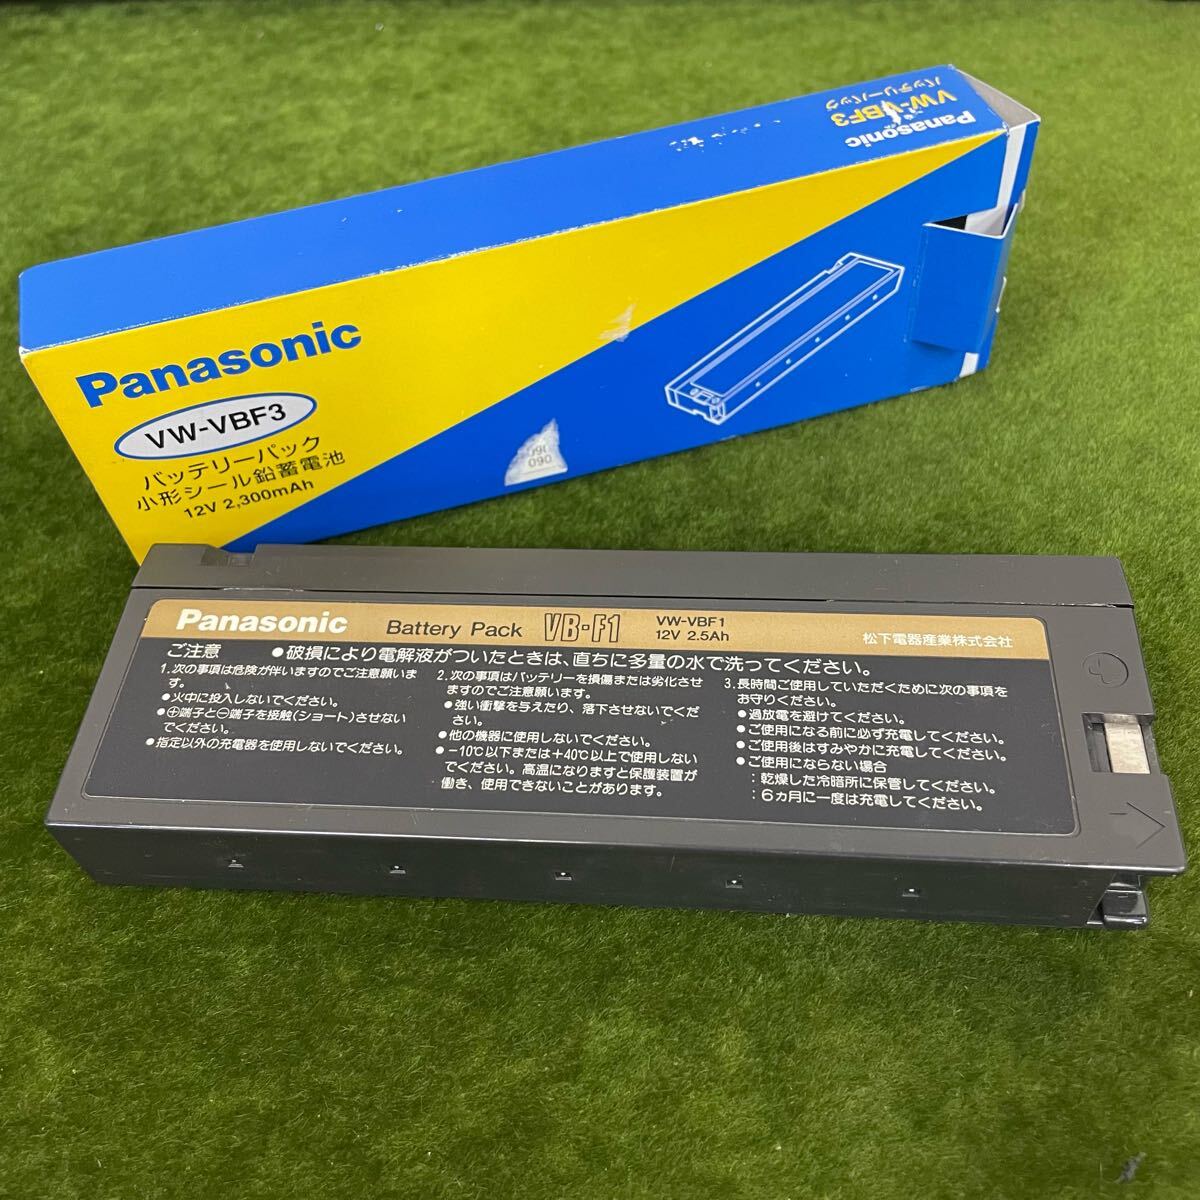 VW-VBF3
バッテリーパック
Panasonic
Panasonic
VW-VBF3
バッテリーパック
小形シール鉛蓄電池
12V 2,300mAh
090
Panasonic Battery Pack VB-F1 VW-VBF1
12V 2.5Ah
松下電器産業株式会社
ご注意 ●破損により電解液がついたときは、直ちに多量の水で洗ってください。
1.次の事項は危険が伴いますのでご注意願いま
す。
●火中に投入しないでください。
●⊕端子と⊖端子を接触(ショート)させない
でください。
●指定以外の充電器を使用しないでください。
2.次の事項はバッテリーを損傷または劣化させ
ますのでご注意願います。
●強い衝撃を与えたり、落下させないでくだ
さい。
●他の機器に使用しないでください。
●−10℃以下または+40℃以上で使用しない
でください。高温になりますと保護装置が
働き、使用できないことがあります。
3.長時間ご使用していただくために次の事項を
お守りください。
●過放電を避けてください。
●ご使用になる前に必ず充電してください。
●ご使用後はすみやかに充電してください。
●ご使用にならない場合
:乾燥した冷暗所に保管してください。
:6ヵ月に一度は充電してください。